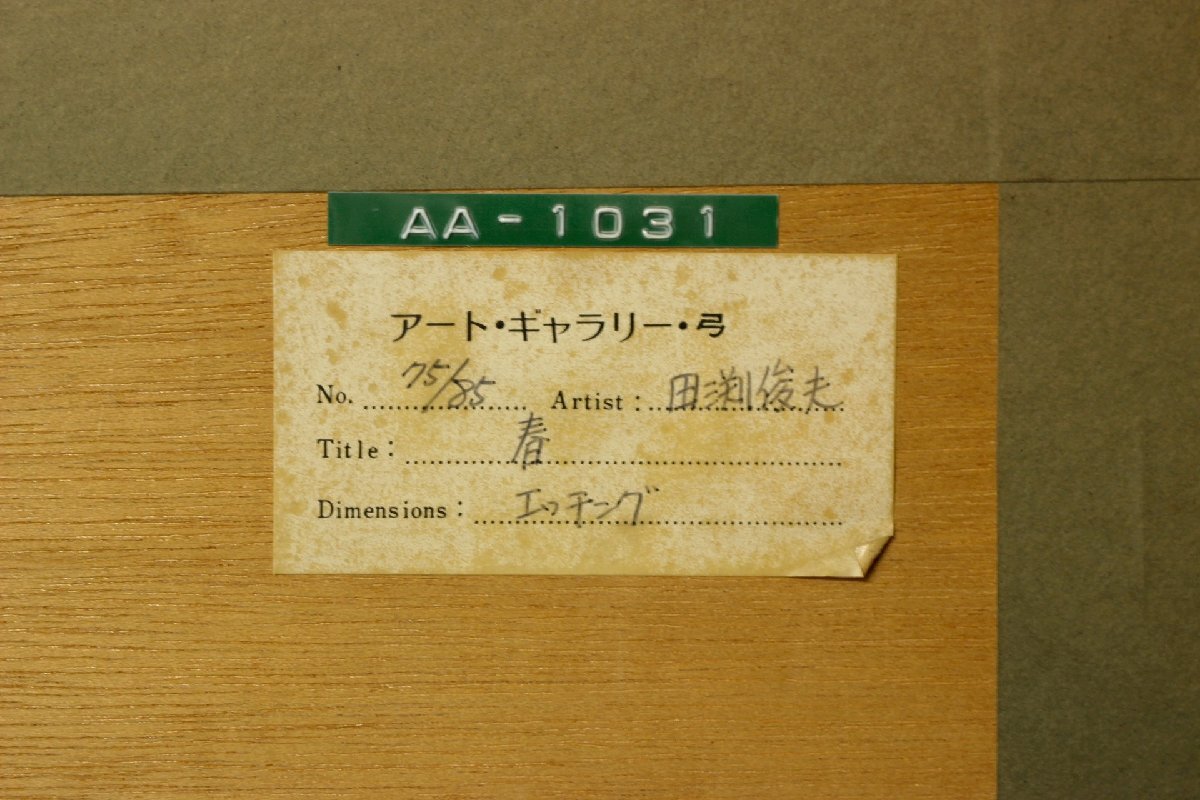 AA-1031
アート・ギャラリー・弓
No. 75/85 Artist: 田渕俊夫
Title: 春
Dimensions: エッチング